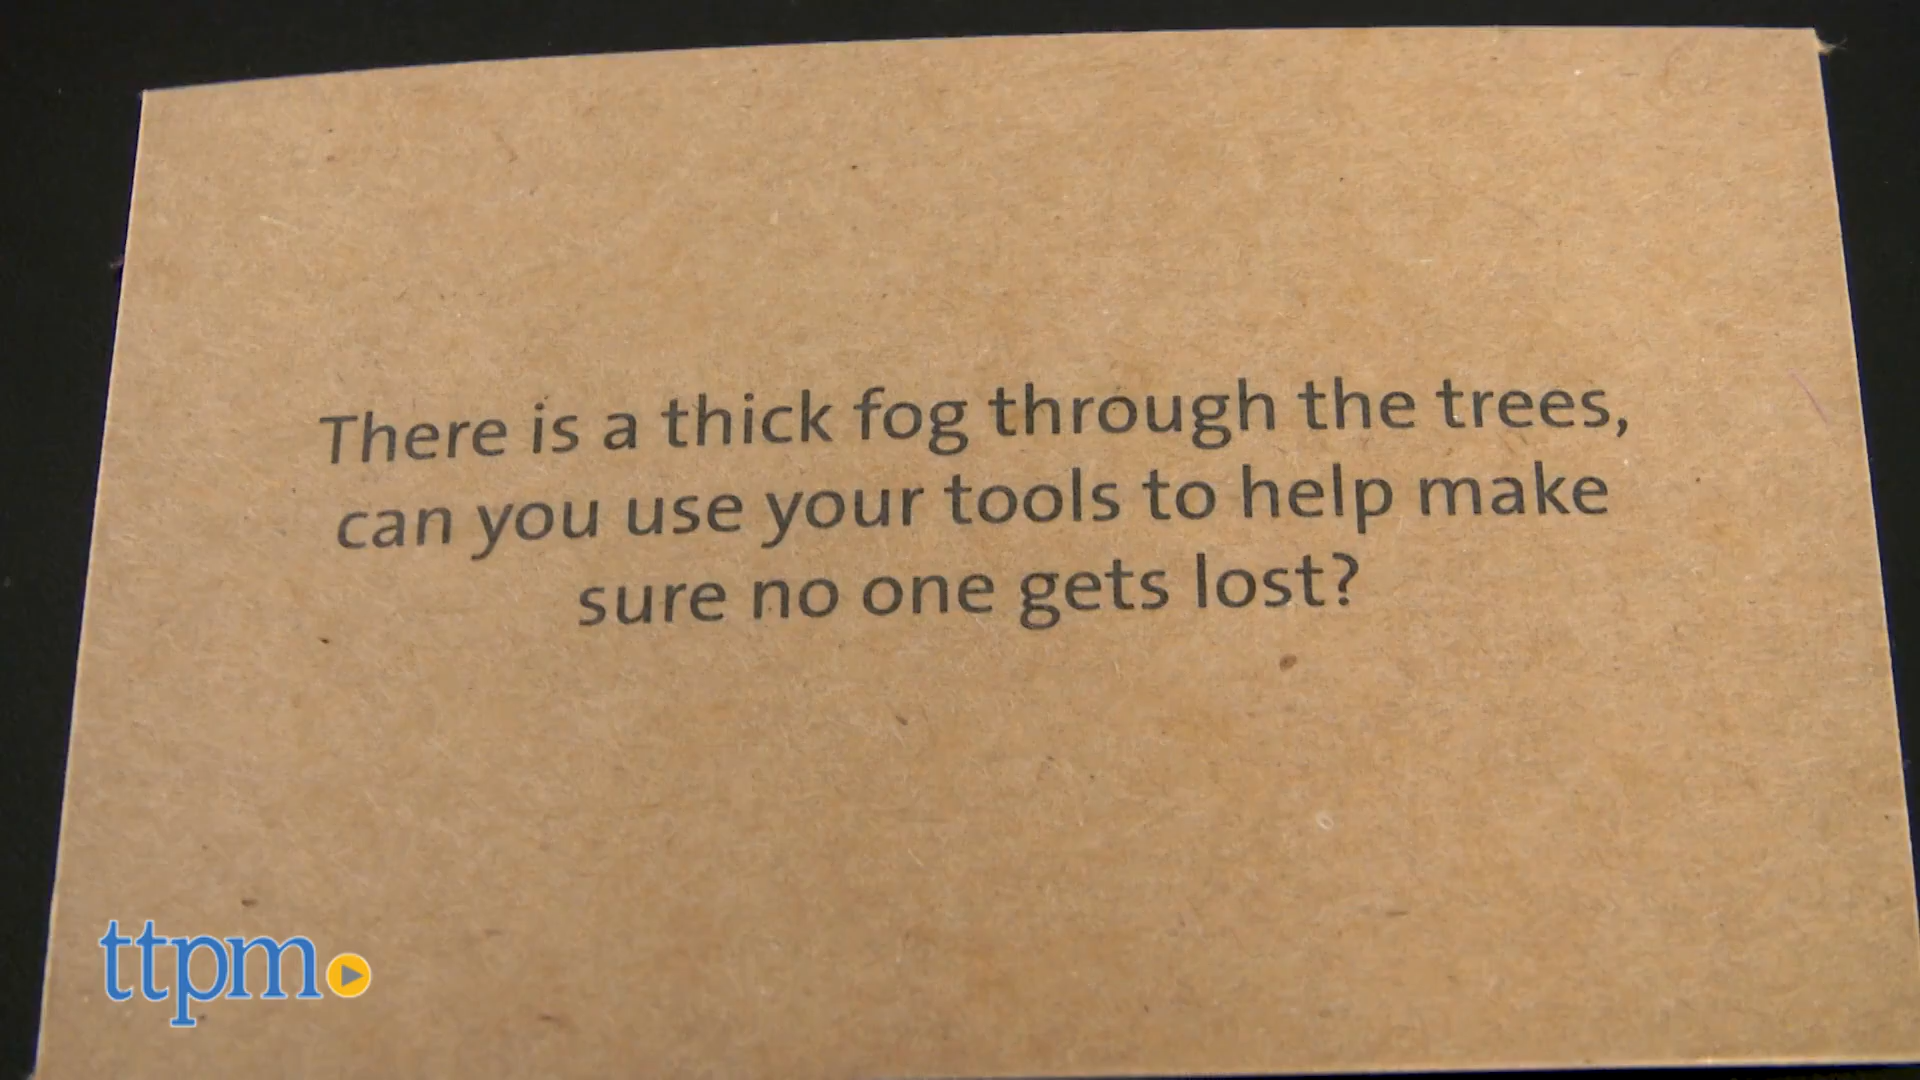 There is a thick fog through the trees,
can you use your tools to help make
sure no one gets lost?
ttpm